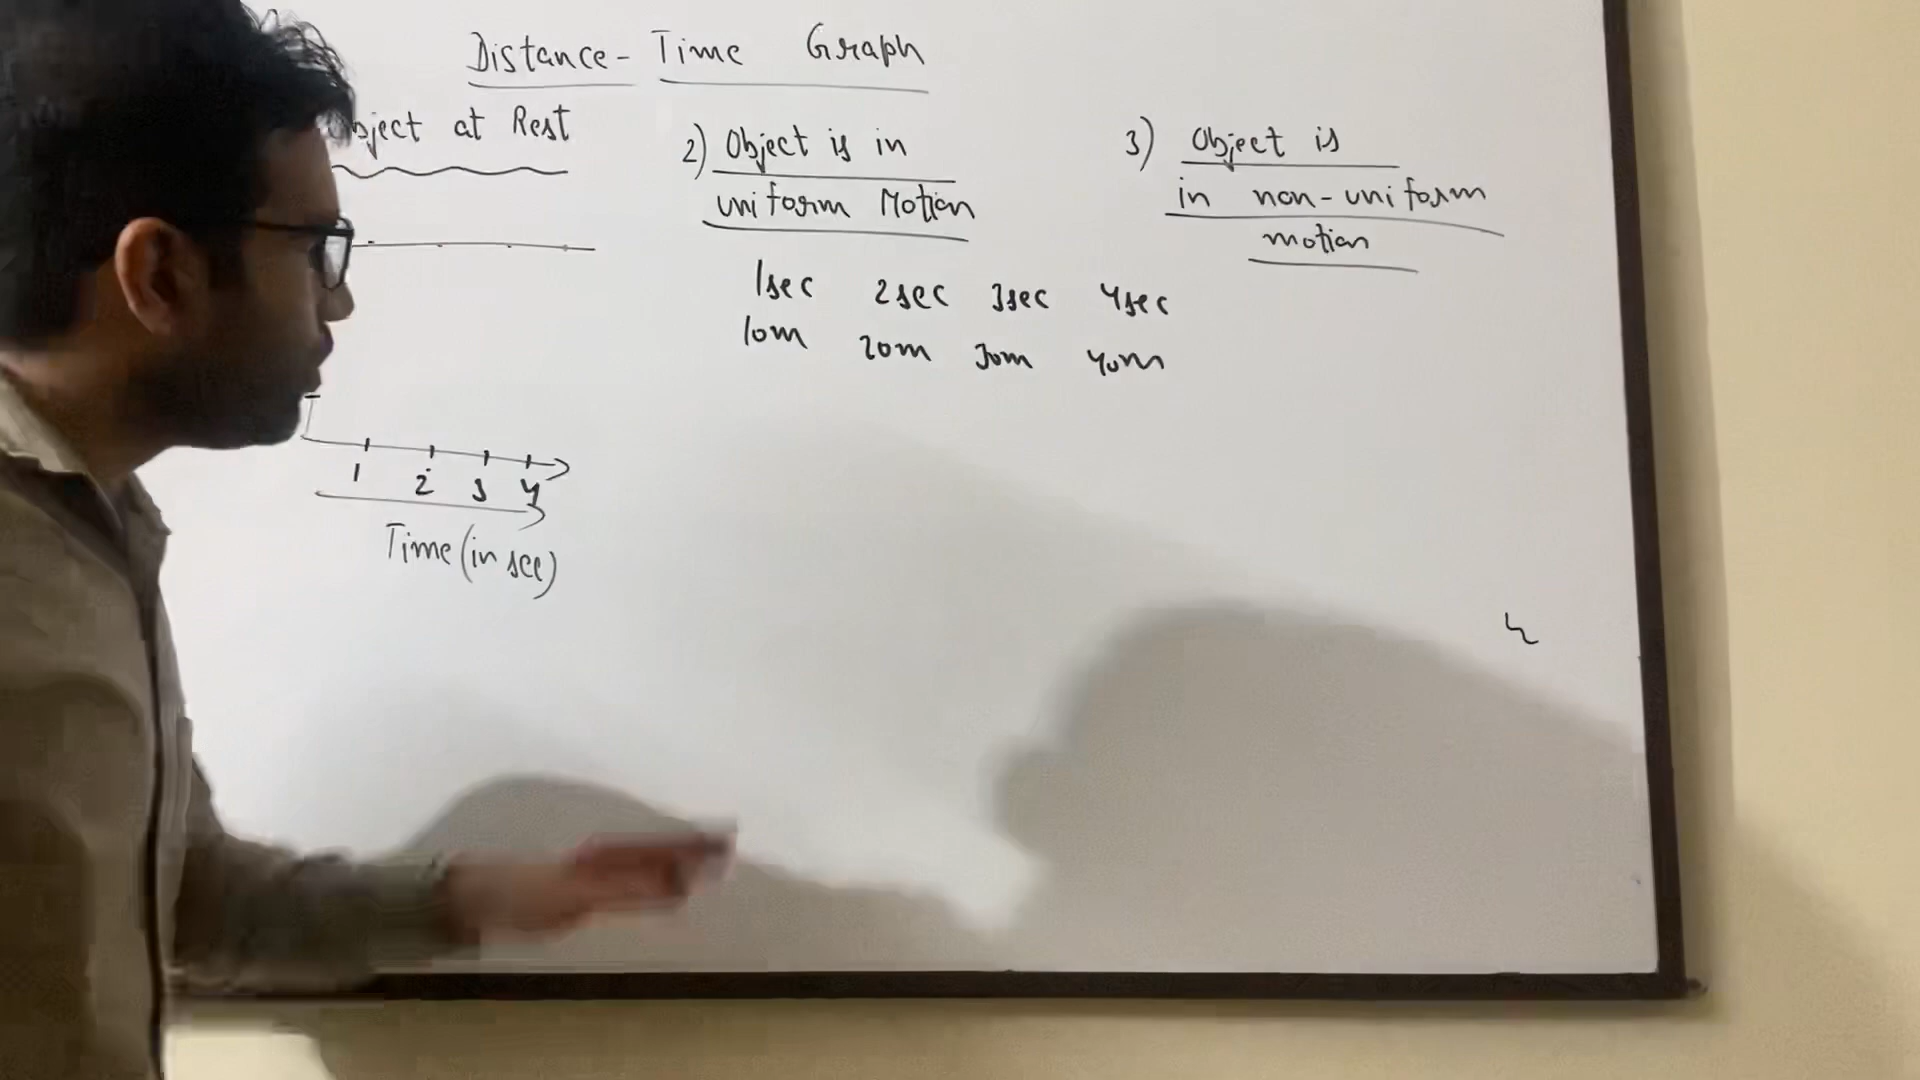 Distance - Time Graph
object at Rest
1 2 3 4
Time (in sec)
2) Object is in
uniform Motion
1sec 2sec 3sec 4sec
10m 20m 30m 40m
3) Object is
in non-uniform
motion